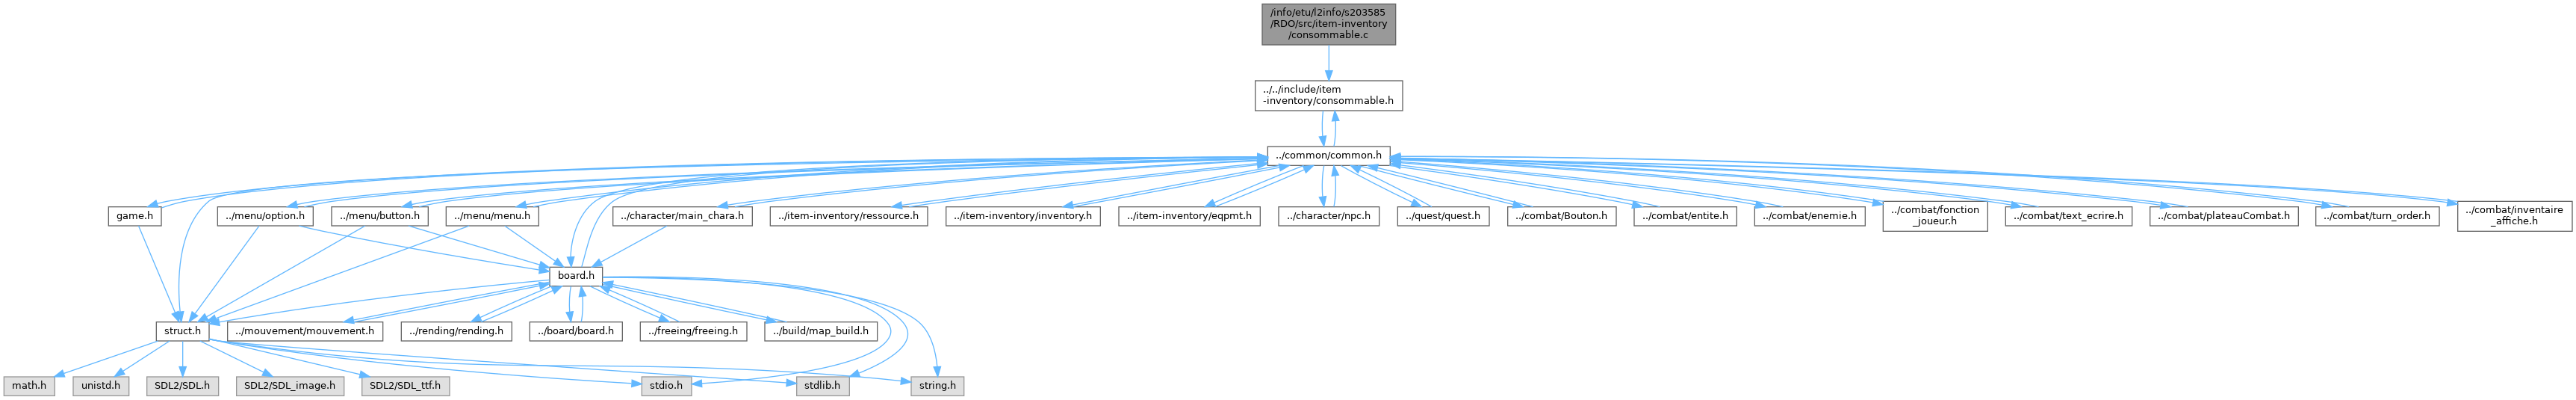 /info/etu/l2info/s203585
/RDO/src/item-inventory
/consommable.c
../../include/item
-inventory/consommable.h
../common/common.h
game.h
../menu/option.h
../menu/button.h
../menu/menu.h
../character/main_chara.h
../item-inventory/ressource.h
../item-inventory/inventory.h
../item-inventory/eqpmt.h
../character/npc.h
../quest/quest.h
../combat/Bouton.h
../combat/entite.h
../combat/enemie.h
../combat/fonction
_joueur.h
../combat/text_ecrire.h
../combat/plateauCombat.h
../combat/turn_order.h
../combat/inventaire
_affiche.h
board.h
struct.h
../mouvement/mouvement.h
../rending/rending.h
../board/board.h
../freeing/freeing.h
../build/map_build.h
math.h
unistd.h
SDL2/SDL.h
SDL2/SDL_image.h
SDL2/SDL_ttf.h
stdio.h
stdlib.h
string.h